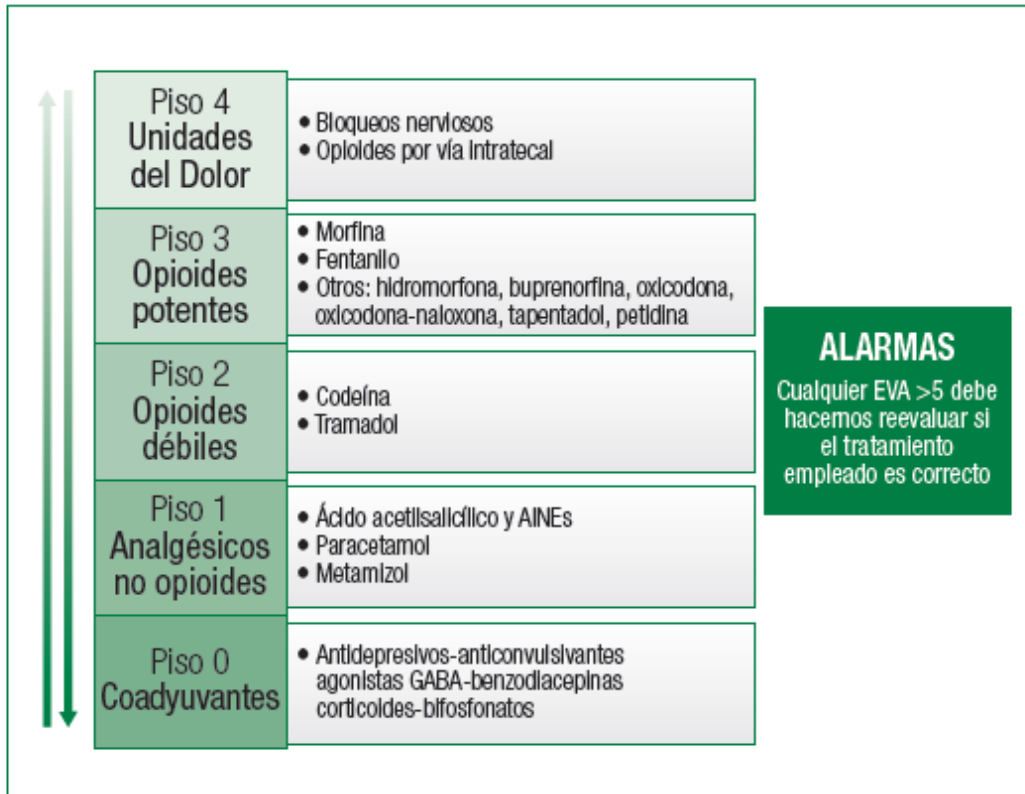 Piso 4
Unidades
del Dolor
• Bloqueos nerviosos
• Opioides por vía intratecal
Piso 3
Opioides
potentes
• Morfina
• Fentanilo
• Otros: hidromorfona, buprenorfina, oxicodona,
oxicodona-naloxona, tapentadol, petidina
Piso 2
Opioides
débiles
• Codeína
• Tramadol
Piso 1
Analgésicos
no opioides
• Ácido acetilsalicílico y AINEs
• Paracetamol
• Metamizol
Piso 0
Coadyuvantes
• Antidepresivos-anticonvulsivantes
agonistas GABA-benzodiacepinas
corticoides-bifosfonatos
ALARMAS
Cualquier EVA >5 debe
hacernos reevaluar si
el tratamiento
empleado es correcto